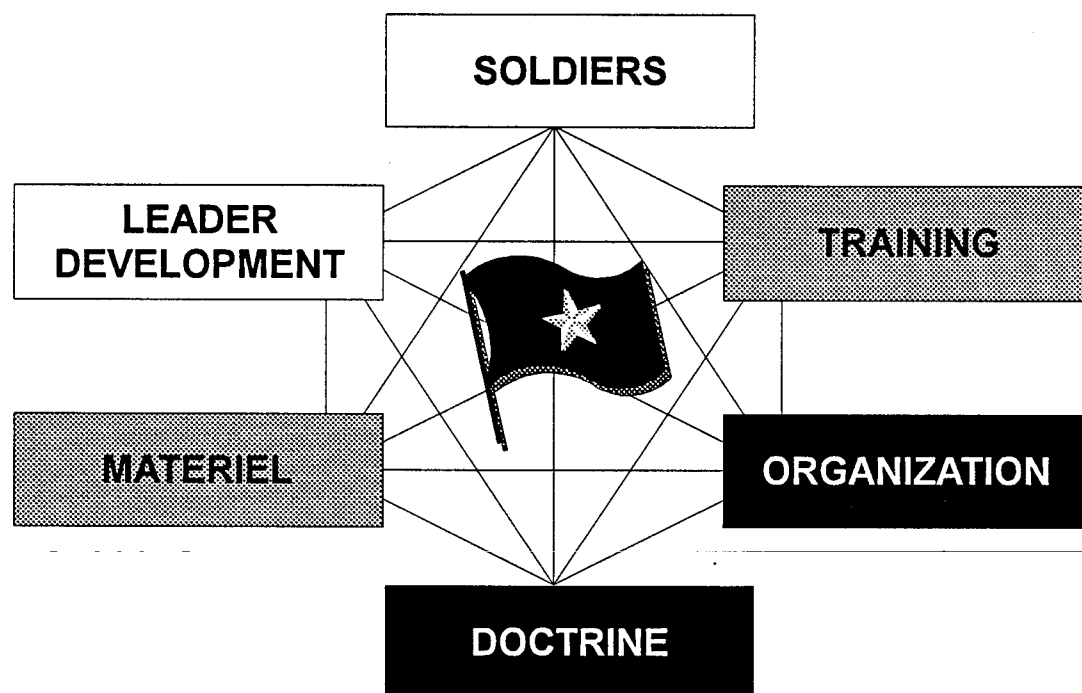 SOLDIERS
LEADER
DEVELOPMENT
TRAINING
MATERIEL
ORGANIZATION
DOCTRINE